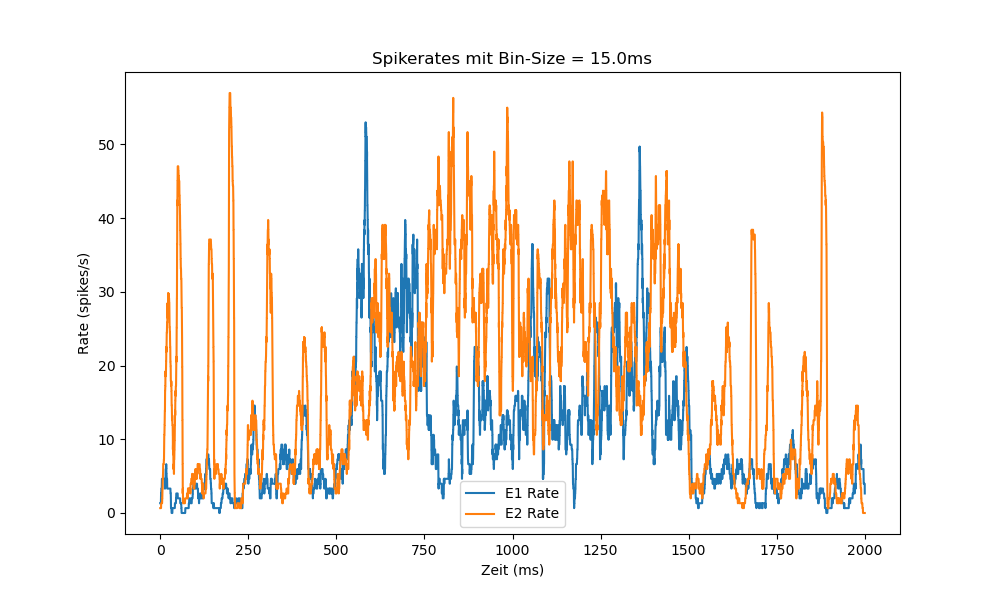 Spikerates mit Bin-Size = 15.0ms
50
40
30
20
10
0
Rate (spikes/s)
E1 Rate
E2 Rate
0 250 500 750 1000 1250 1500 1750 2000
Zeit (ms)